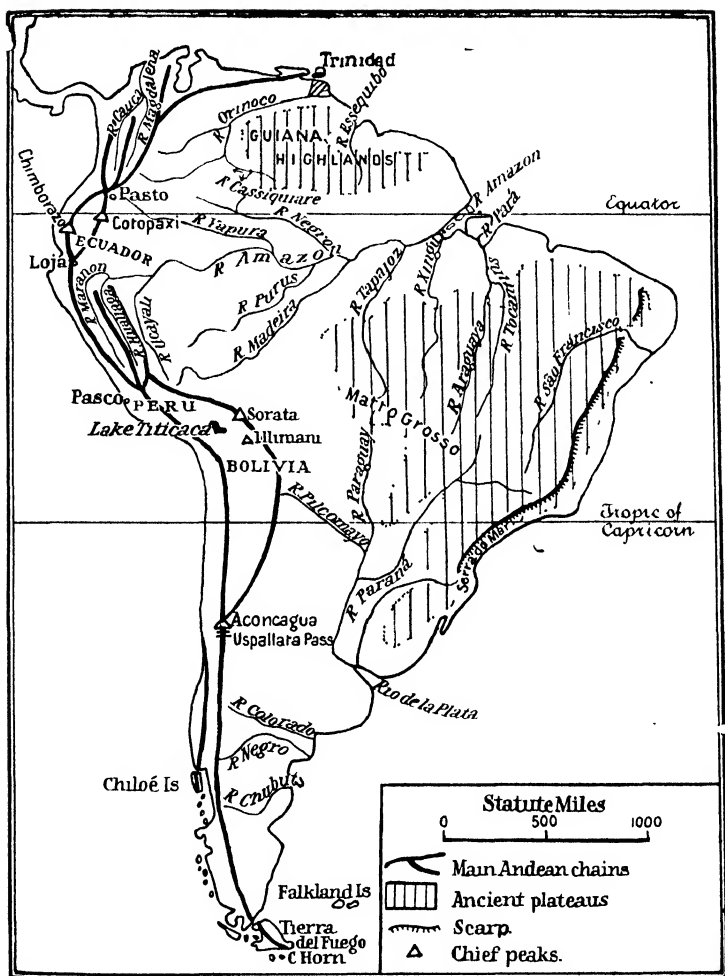 Trinidad
R. Cauca
R. Magdalena
R. Orinoco
R. Essequibo
GUIANA
HIGHLANDS
R. Cassiquiare
R. Negro
R. Yapura
R. Amazon
R. Pará
Equator
Chimborazo
Pasto
Cotopaxi
ECUADOR
Loja
R. Amazon
R. Marañon
R. Huallaga
R. Ucayali
R. Purus
R. Madeira
R. Tapajoz
R. Xingu
R. Araguaya
R. Tocantins
R. São Francisco
Matto Grosso
Pasco
PERU
Sorata
Lake Titicaca
Illimani
BOLIVIA
R. Paraguay
R. Pilcomayo
Tropic of
Capricorn
Serra do Mar
R. Paraná
Aconcagua
Uspallata Pass
Rio de la Plata
R. Colorado
R. Negro
R. Chubut
Chiloé Is
Falkland Is
Tierra
del Fuego
C. Horn
Statute Miles
0 500 1000
Main Andean chains
Ancient plateaus
Scarp.
Chief peaks.